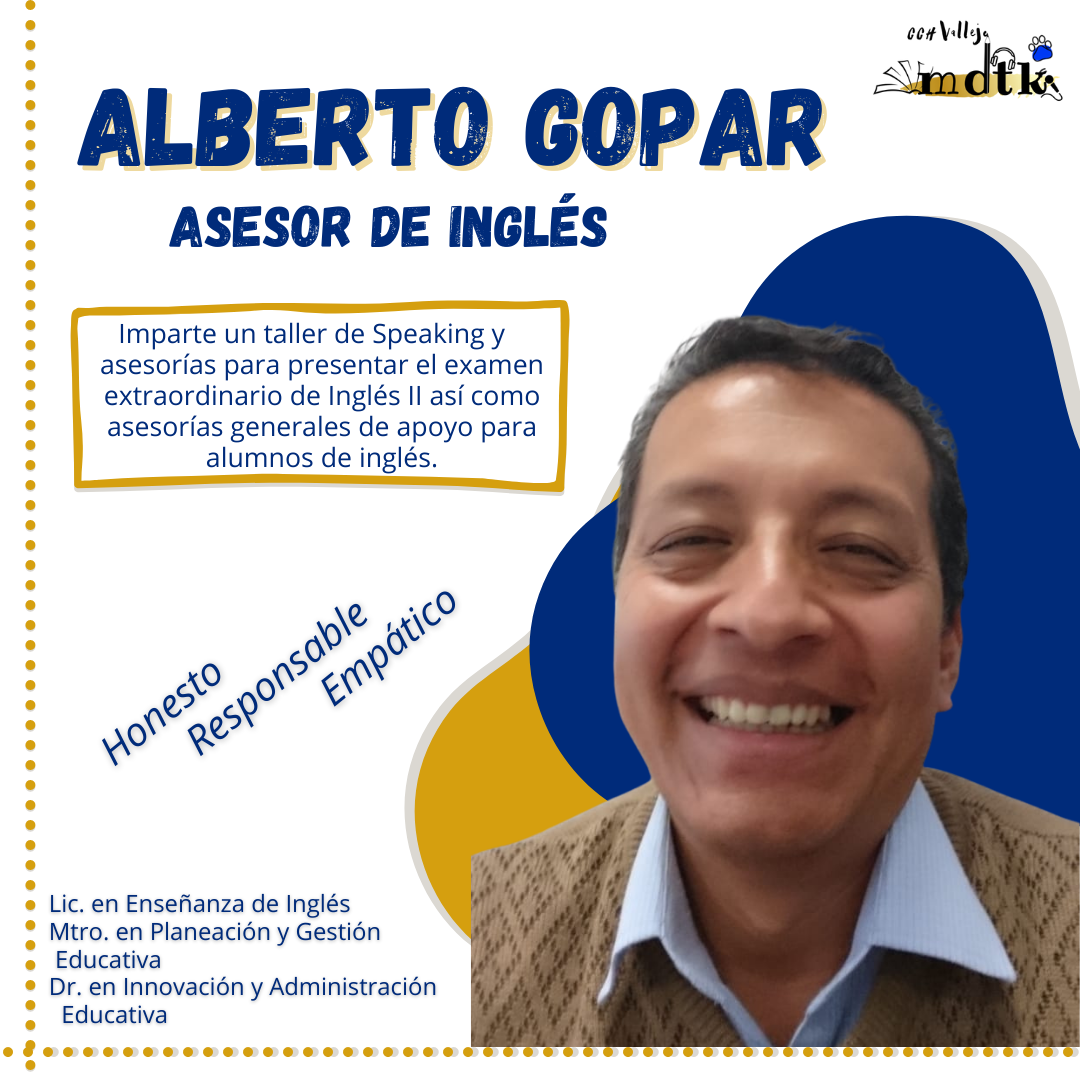 CCH Vallejo
mdtk
ALBERTO GOPAR
ASESOR DE INGLÉS
Imparte un taller de Speaking y
asesorías para presentar el examen
extraordinario de Inglés II así como
asesorías generales de apoyo para
alumnos de inglés.
Honesto
Responsable
Empático
Lic. en Enseñanza de Inglés
Mtro. en Planeación y Gestión
Educativa
Dr. en Innovación y Administración
Educativa